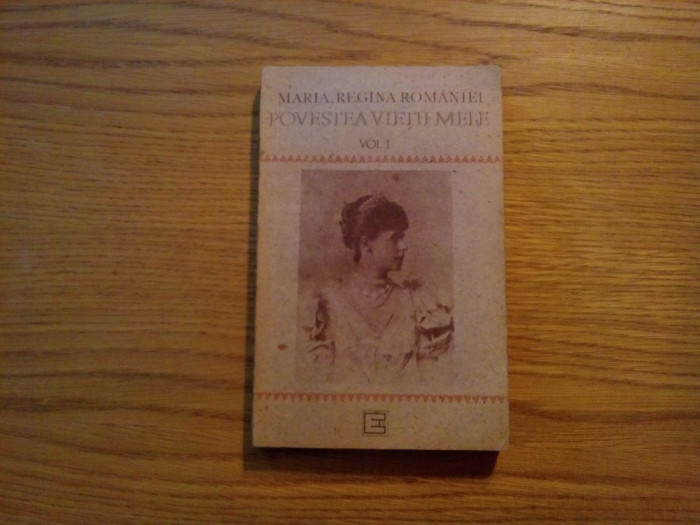 MARIA, REGINA ROMÂNIEI
POVESTEA VIEȚII MELE
VOL I
E